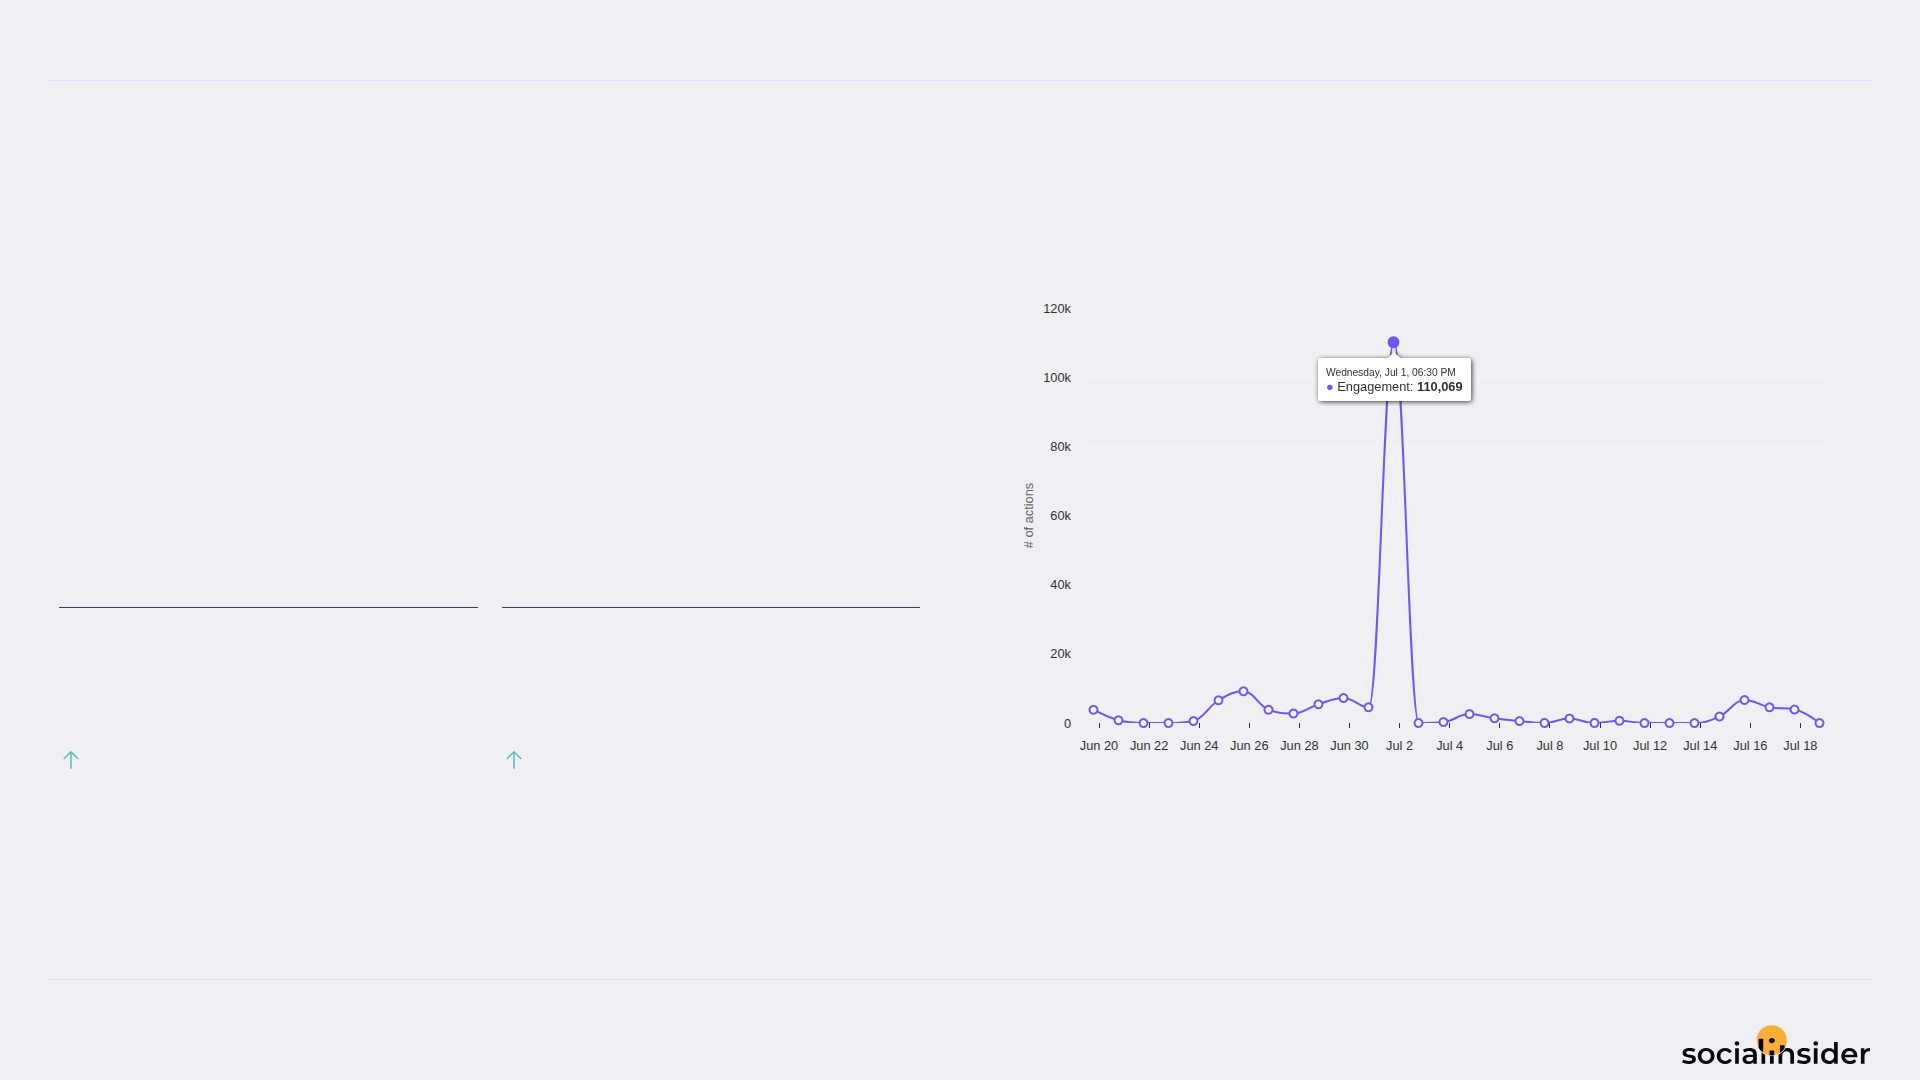 120k
100k
80k
60k
40k
20k
0
# of actions
Wednesday, Jul 1, 06:30 PM
● Engagement: 110,069
Jun 20 Jun 22 Jun 24 Jun 26 Jun 28 Jun 30 Jul 2 Jul 4 Jul 6 Jul 8 Jul 10 Jul 12 Jul 14 Jul 16 Jul 18
socialinsider